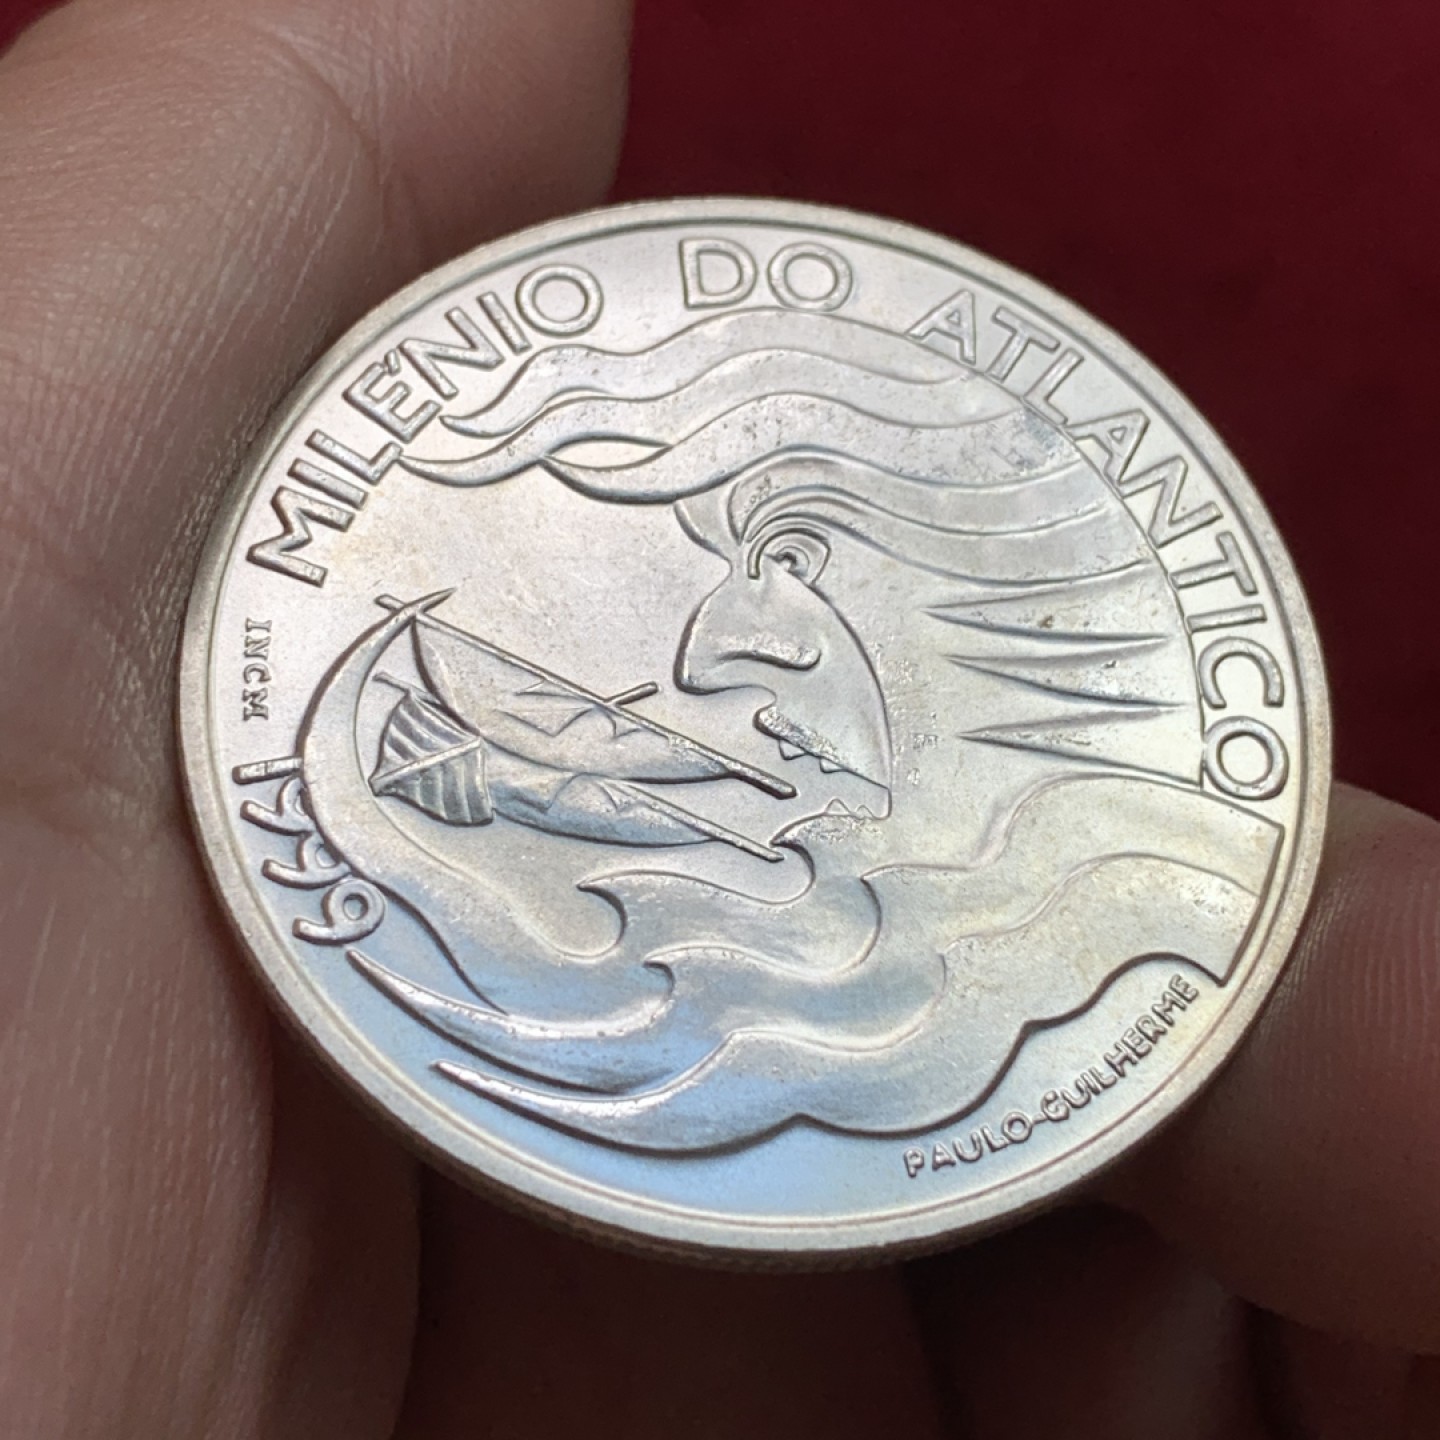 MILÉNIO DO ATLANTICO
INCM
1999
PAULO-GUILHERME